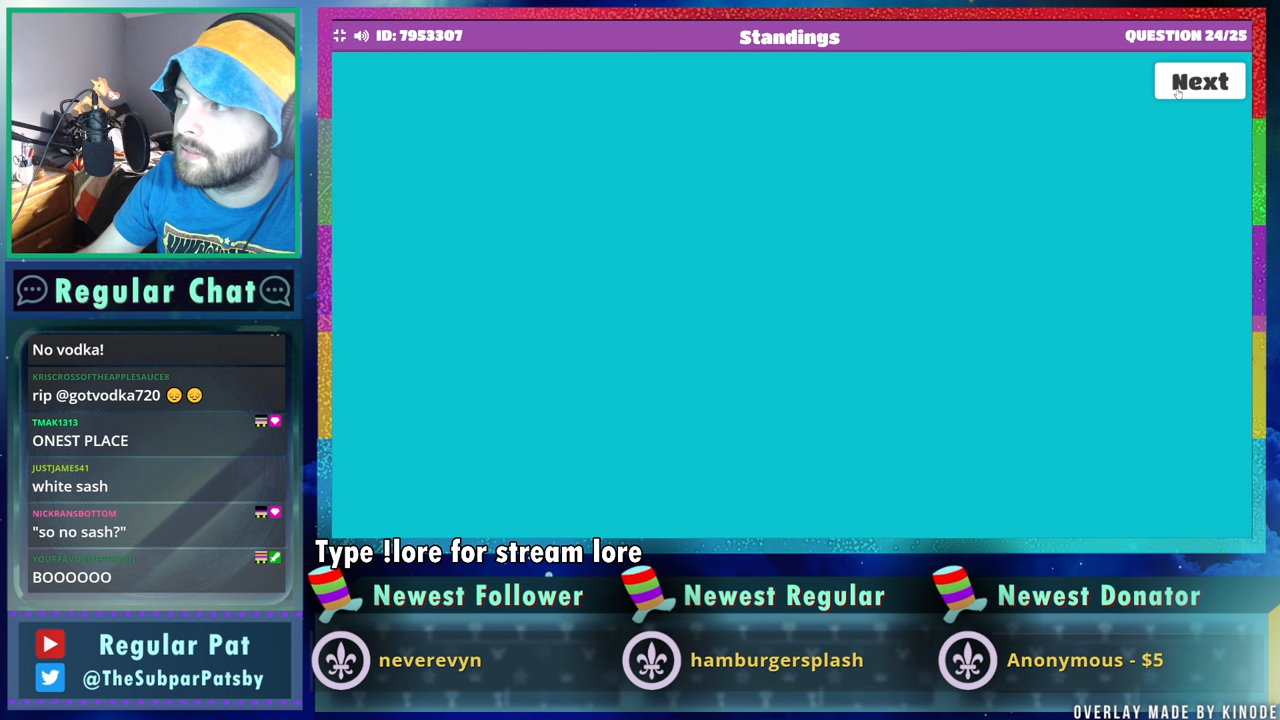 ID: 7953307
Standings
QUESTION 24/25
Next
Regular Chat
No vodka!
KRISCROSSOFTHEAPPLESAUCE8
rip @gotvodka720 😞 😞
TMAK1313
ONEST PLACE
JUSTJAMES41
white sash
NICKRANSBOTTOM
"so no sash?"
BOOOOOO
Type !lore for stream lore
Newest Follower
Newest Regular
Newest Donator
neverevyn
hamburgersplash
Anonymous - $5
Regular Pat
@TheSubparPatsby
OVERLAY MADE BY KINODE